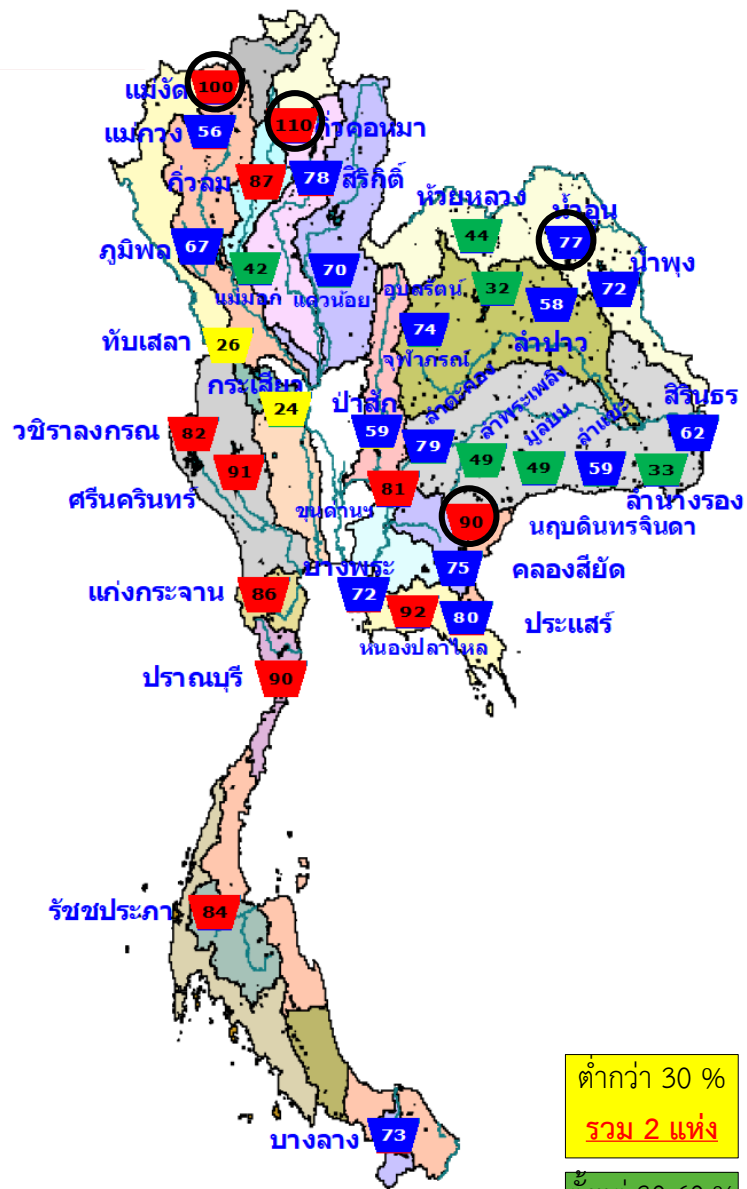 แม่งัด 100
110 กิ่วคอหมา
แม่กวง 56
กิ่วลม 87
78 สิริกิติ์
ห้วยหลวง 44
น้ำอูน 77
ภูมิพล 67
42 แม่มอก
70 แควน้อย
อุบลรัตน์ 32
58 ลำปาว
72 น้ำพุง
74 จุฬาภรณ์
ทับเสลา 26
กระเสียว 24
ป่าสัก 59
ลำตะคอง 79
ลำพระเพลิง 49
มูลบน 49
ลำแชะ 59
สิรินธร 62
33 ลำนางรอง
วชิราลงกรณ 82
ศรีนครินทร์ 91
ขุนด่านฯ 81
90 นฤบดินทรจินดา
75 คลองสียัด
บางพระ 72
แก่งกระจาน 86
92 หนองปลาไหล
80 ประแสร์
ปราณบุรี 90
รัชชประภา 84
บางลาง 73
ต่ำกว่า 30 %
รวม 2 แห่ง